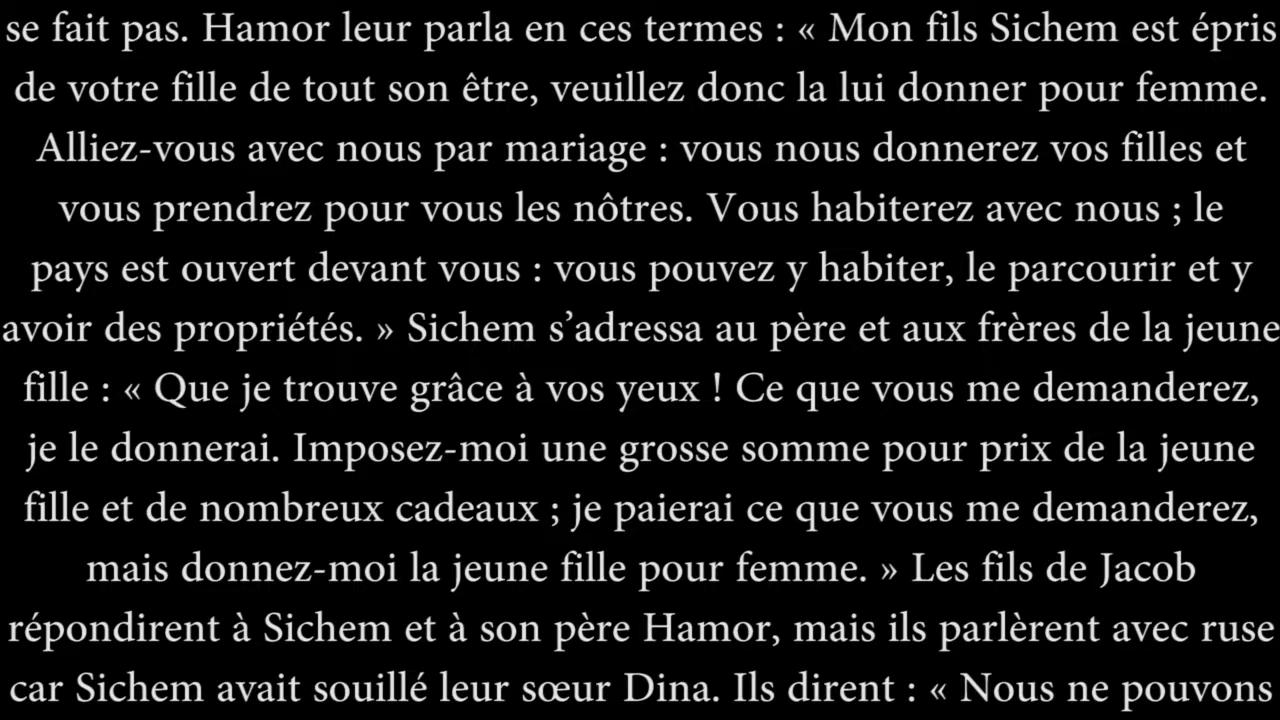 se fait pas. Hamor leur parla en ces termes : « Mon fils Sichem est épris
de votre fille de tout son être, veuillez donc la lui donner pour femme.
Alliez-vous avec nous par mariage : vous nous donnerez vos filles et
vous prendrez pour vous les nôtres. Vous habiterez avec nous ; le
pays est ouvert devant vous : vous pouvez y habiter, le parcourir et y
avoir des propriétés. » Sichem s’adressa au père et aux frères de la jeune
fille : « Que je trouve grâce à vos yeux ! Ce que vous me demanderez,
je le donnerai. Imposez-moi une grosse somme pour prix de la jeune
fille et de nombreux cadeaux ; je paierai ce que vous me demanderez,
mais donnez-moi la jeune fille pour femme. » Les fils de Jacob
répondirent à Sichem et à son père Hamor, mais ils parlèrent avec ruse
car Sichem avait souillé leur sœur Dina. Ils dirent : « Nous ne pouvons